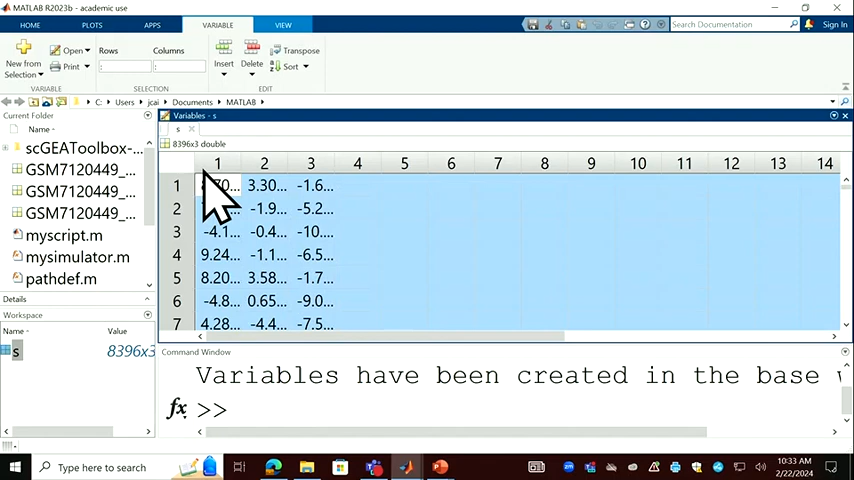 MATLAB R2023b - academic use
HOME PLOTS APPS VARIABLE VIEW
Search Documentation Sign In
New from Selection
Open
Print
Rows Columns
Insert Delete
Transpose
Sort
VARIABLE SELECTION EDIT
C: Users jcai Documents MATLAB
Current Folder
Variables - s
Name
s
8396x3 double
scGEAToolbox-...
GSM7120449_...
GSM7120449_...
GSM7120449_...
myscript.m
mysimulator.m
pathdef.m
1 2 3 4 5 6 7 8 9 10 11 12 13 14
1 3.30... -1.6...
2 -1.9... -5.2...
3 -4.1... -0.4... -10....
4 9.24... -1.1... -6.5...
5 8.20... 3.58... -1.7...
6 -4.8... 0.65... -9.0...
7 4.28... -4.4... -7.5...
Details
Workspace
Name Value
s 8396x3
Command Window
Variables have been created in the base
fx >>
Type here to search
10:33 AM
2/22/2024